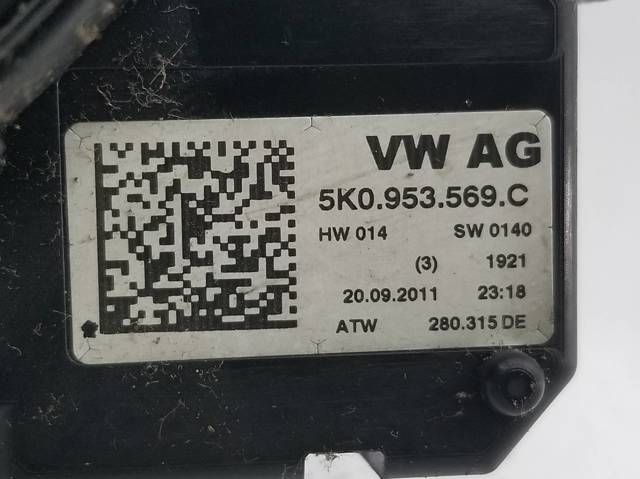 VW AG
5K0.953.569.C
HW 014 SW 0140
(3) 1921
20.09.2011 23:18
ATW 280.315 DE